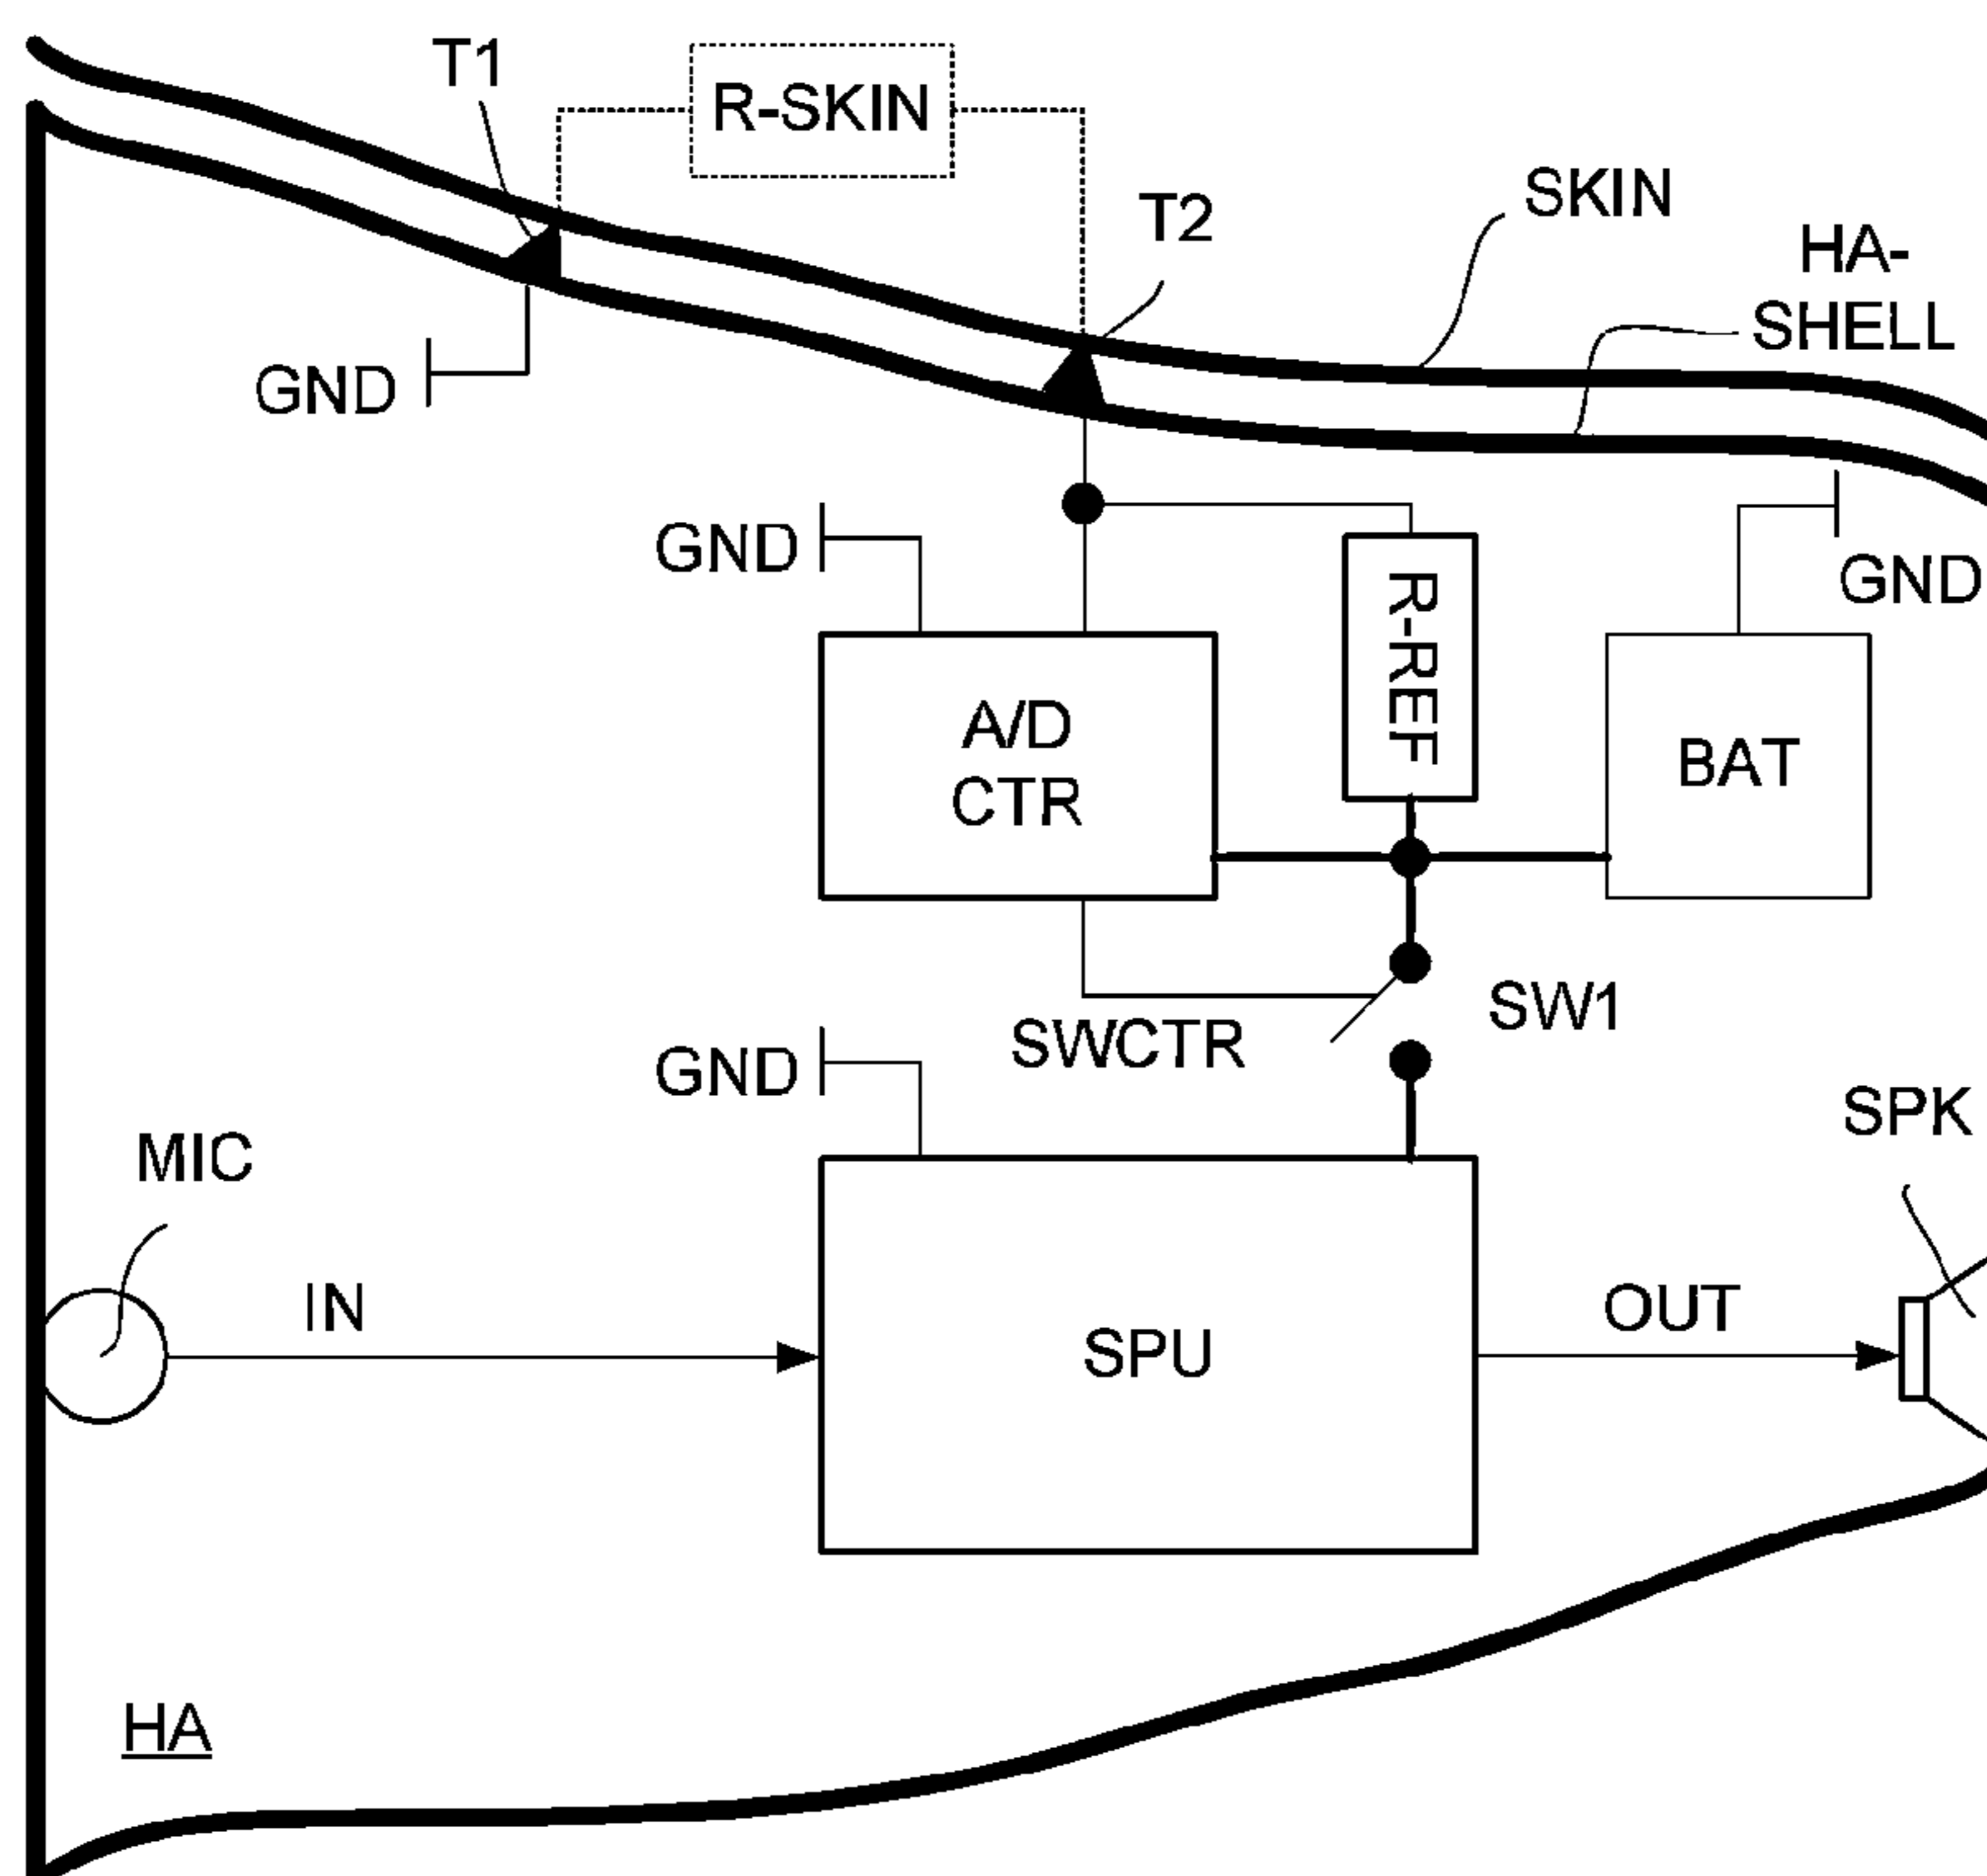 T1
R-SKIN
T2
SKIN
HA-
SHELL
GND
GND
GND
R-REF
A/D
CTR
BAT
SW1
SWCTR
GND
SPK
MIC
IN
OUT
SPU
HA